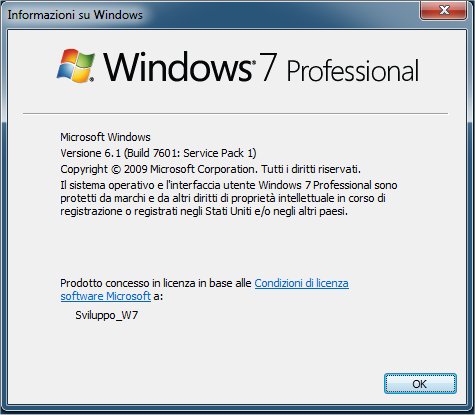 Informazioni su Windows
Windows 7 Professional
Microsoft Windows
Versione 6.1 (Build 7601: Service Pack 1)
Copyright © 2009 Microsoft Corporation. Tutti i diritti riservati.
Il sistema operativo e l'interfaccia utente Windows 7 Professional sono
protetti da marchi e da altri diritti di proprietà intellettuale in corso di
registrazione o registrati negli Stati Uniti e/o negli altri paesi.
Prodotto concesso in licenza in base alle Condizioni di licenza
software Microsoft a:
Sviluppo_W7
OK